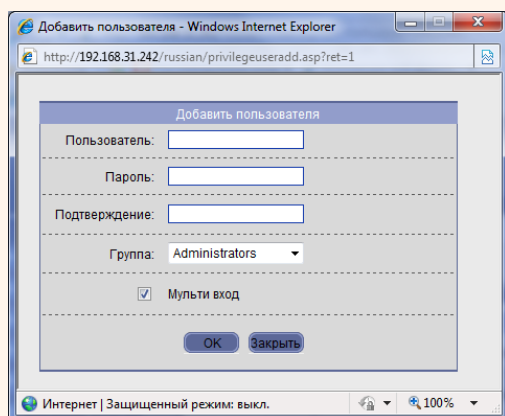 Добавить пользователя - Windows Internet Explorer
http://192.168.31.242/russian/privilegeuseradd.asp?ret=1
Добавить пользователя
Пользователь:
Пароль:
Подтверждение:
Группа: Administrators
Мульти вход
OK Закрыть
Интернет | Защищенный режим: выкл. 100%